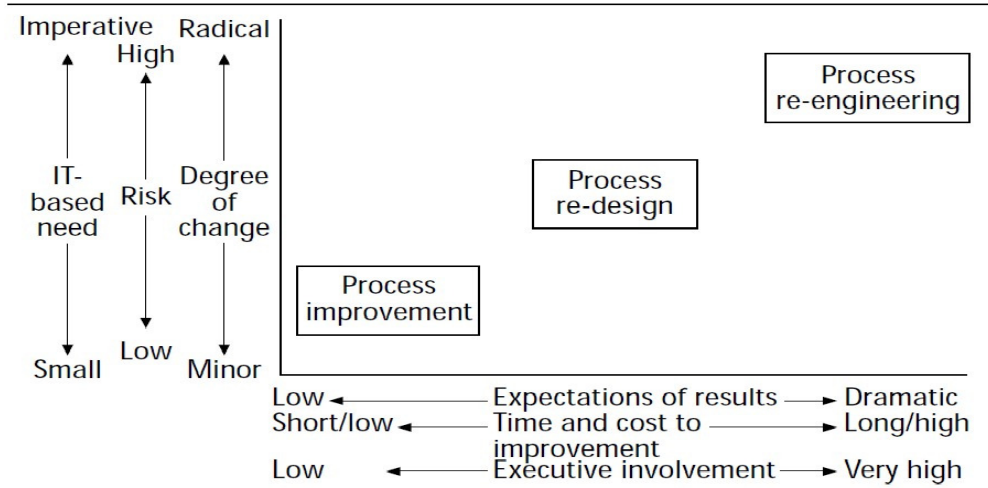 Imperative
High
Radical
Process
re-engineering
IT-
based
need
Risk
Degree
of
change
Process
re-design
Process
improvement
Small
Low
Minor
Low Expectations of results Dramatic
Short/low Time and cost to Long/high
improvement
Low Executive involvement Very high